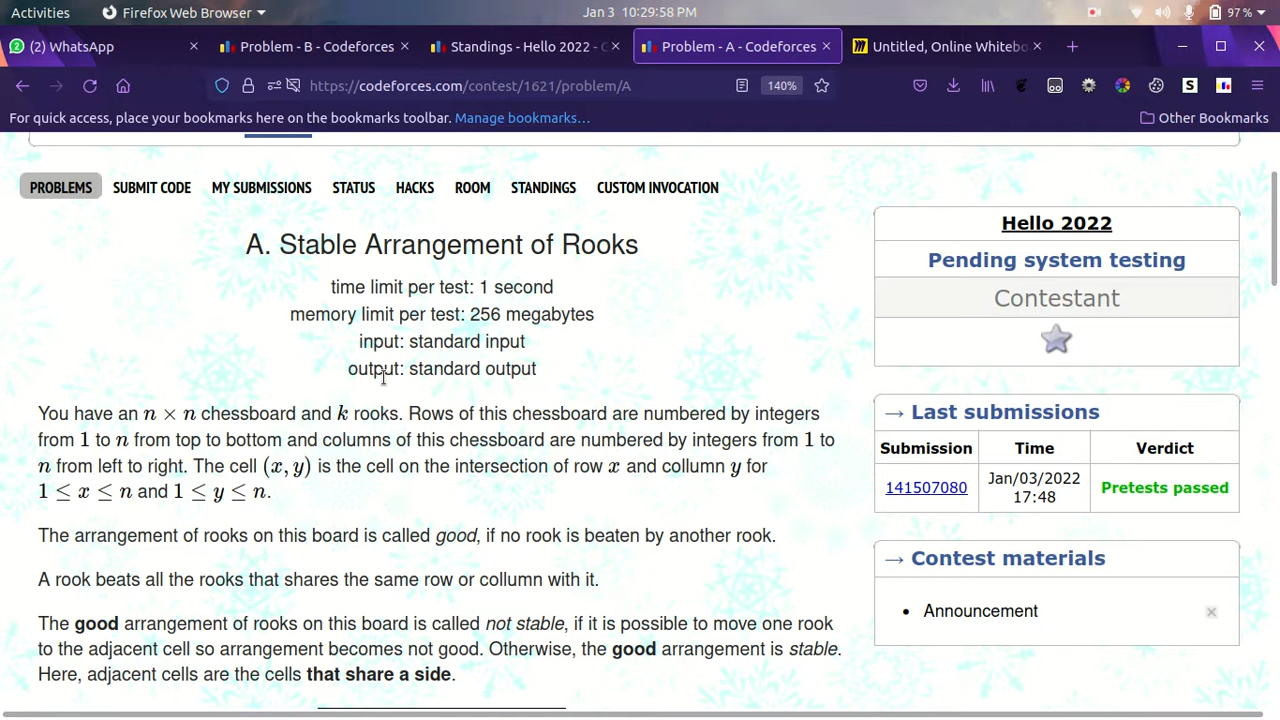 Activities Firefox Web Browser Jan 3 10:29:58 PM 97 %
(2) WhatsApp Problem - B - Codeforces Standings - Hello 2022 - C Problem - A - Codeforces Untitled, Online Whitebo
https://codeforces.com/contest/1621/problem/A 140%
For quick access, place your bookmarks here on the bookmarks toolbar. Manage bookmarks… Other Bookmarks
PROBLEMS SUBMIT CODE MY SUBMISSIONS STATUS HACKS ROOM STANDINGS CUSTOM INVOCATION
A. Stable Arrangement of Rooks
time limit per test: 1 second
memory limit per test: 256 megabytes
input: standard input
output: standard output
You have an n × n chessboard and k rooks. Rows of this chessboard are numbered by integers
from 1 to n from top to bottom and columns of this chessboard are numbered by integers from 1 to
n from left to right. The cell (x, y) is the cell on the intersection of row x and collumn y for
1 ≤ x ≤ n and 1 ≤ y ≤ n.
The arrangement of rooks on this board is called good, if no rook is beaten by another rook.
A rook beats all the rooks that shares the same row or collumn with it.
The good arrangement of rooks on this board is called not stable, if it is possible to move one rook
to the adjacent cell so arrangement becomes not good. Otherwise, the good arrangement is stable.
Here, adjacent cells are the cells that share a side.
Hello 2022
Pending system testing
Contestant
→ Last submissions
Submission Time Verdict
141507080 Jan/03/2022 17:48 Pretests passed
→ Contest materials
• Announcement ×